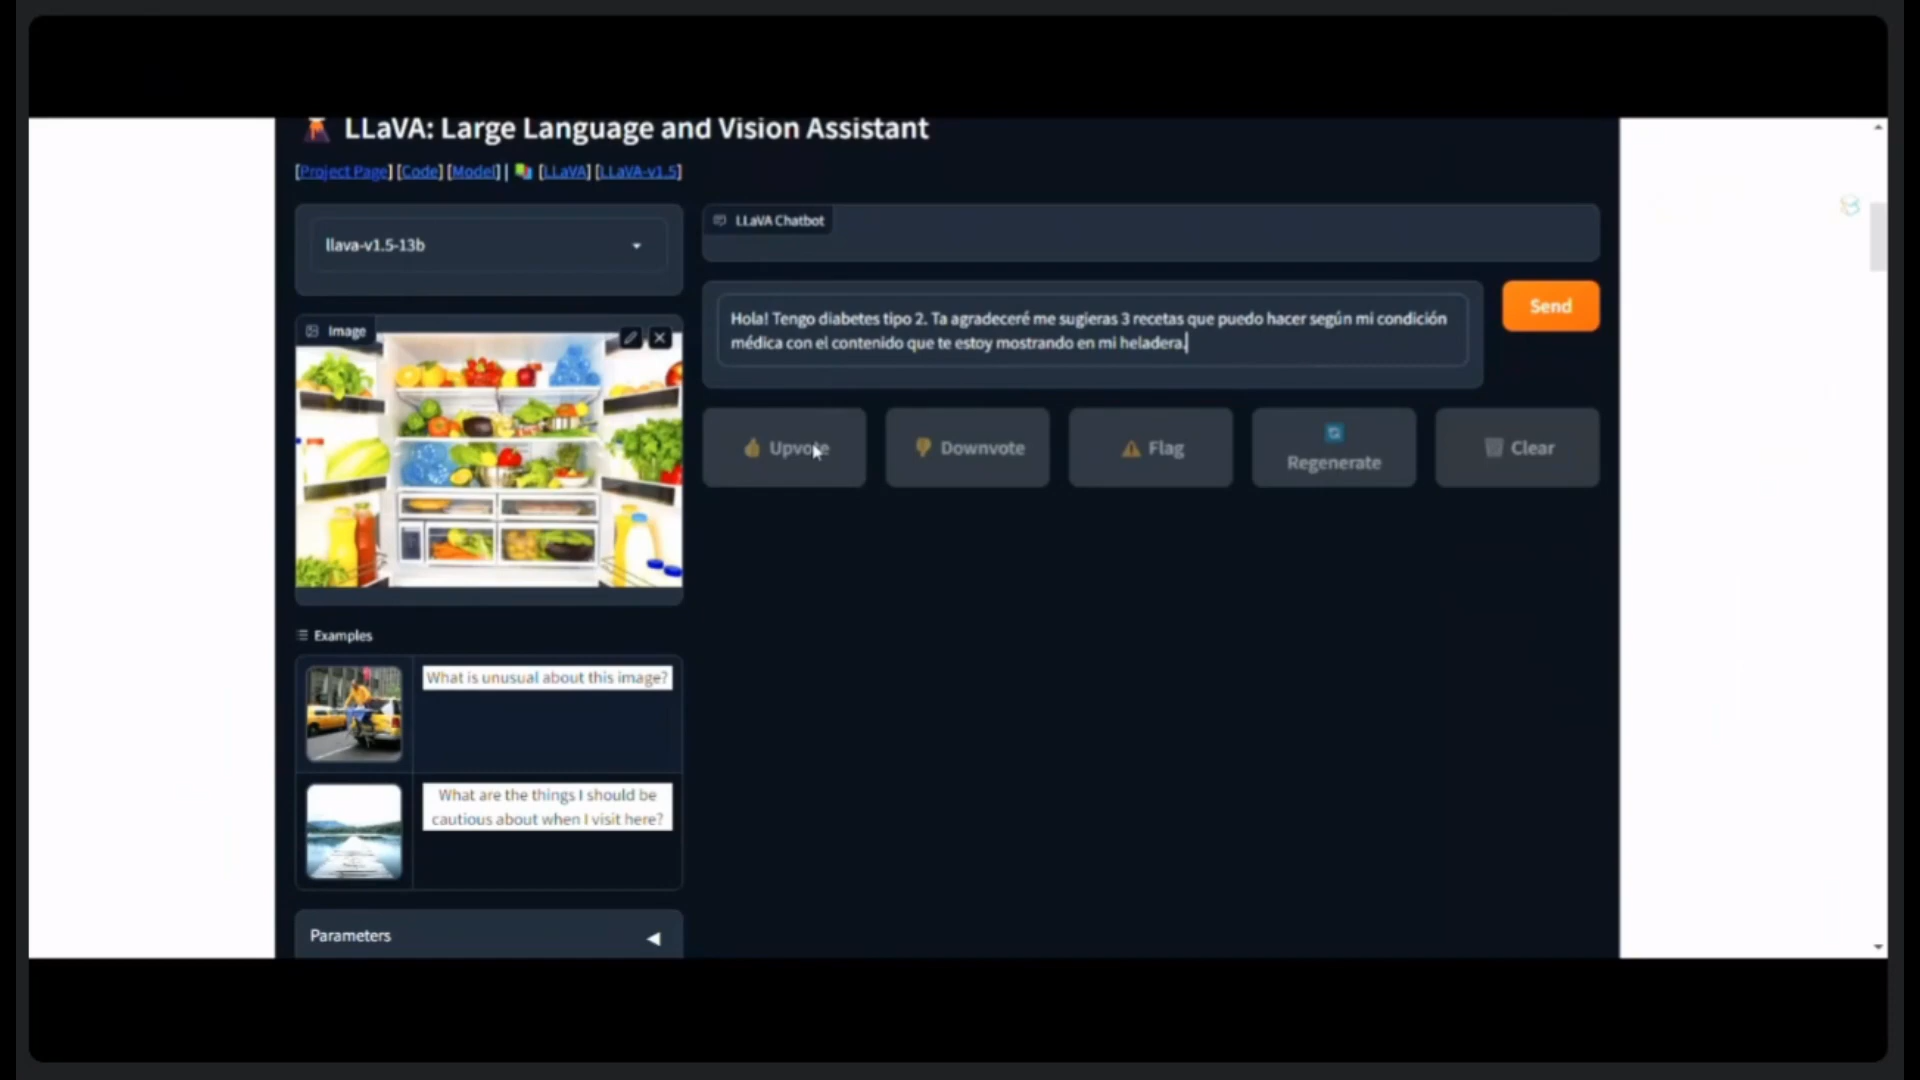 LLaVA: Large Language and Vision Assistant
[Project Page] [Code] [Model] | [LLaVA] [LLaVA-v1.5]
llava-v1.5-13b
LLaVA Chatbot
Hola! Tengo diabetes tipo 2. Ta agradeceré me sugieras 3 recetas que puedo hacer según mi condición
médica con el contenido que te estoy mostrando en mi heladera.
Send
Image
Upvote
Downvote
Flag
Regenerate
Clear
Examples
What is unusual about this image?
What are the things I should be
cautious about when I visit here?
Parameters